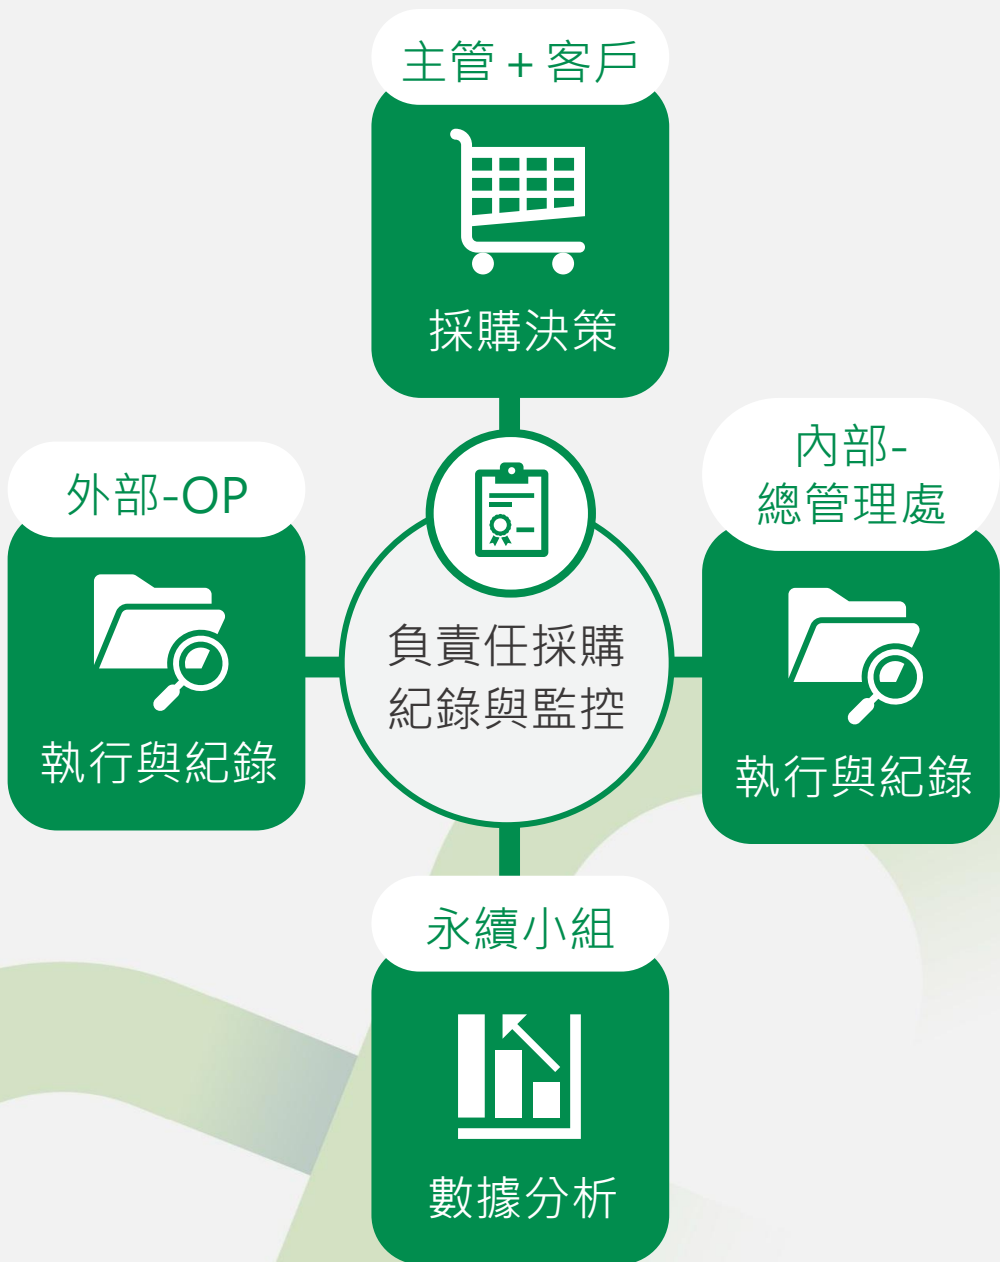 主管 + 客戶
採購決策
外部-OP
執行與紀錄
負責任採購
紀錄與監控
內部-
總管理處
執行與紀錄
永續小組
數據分析